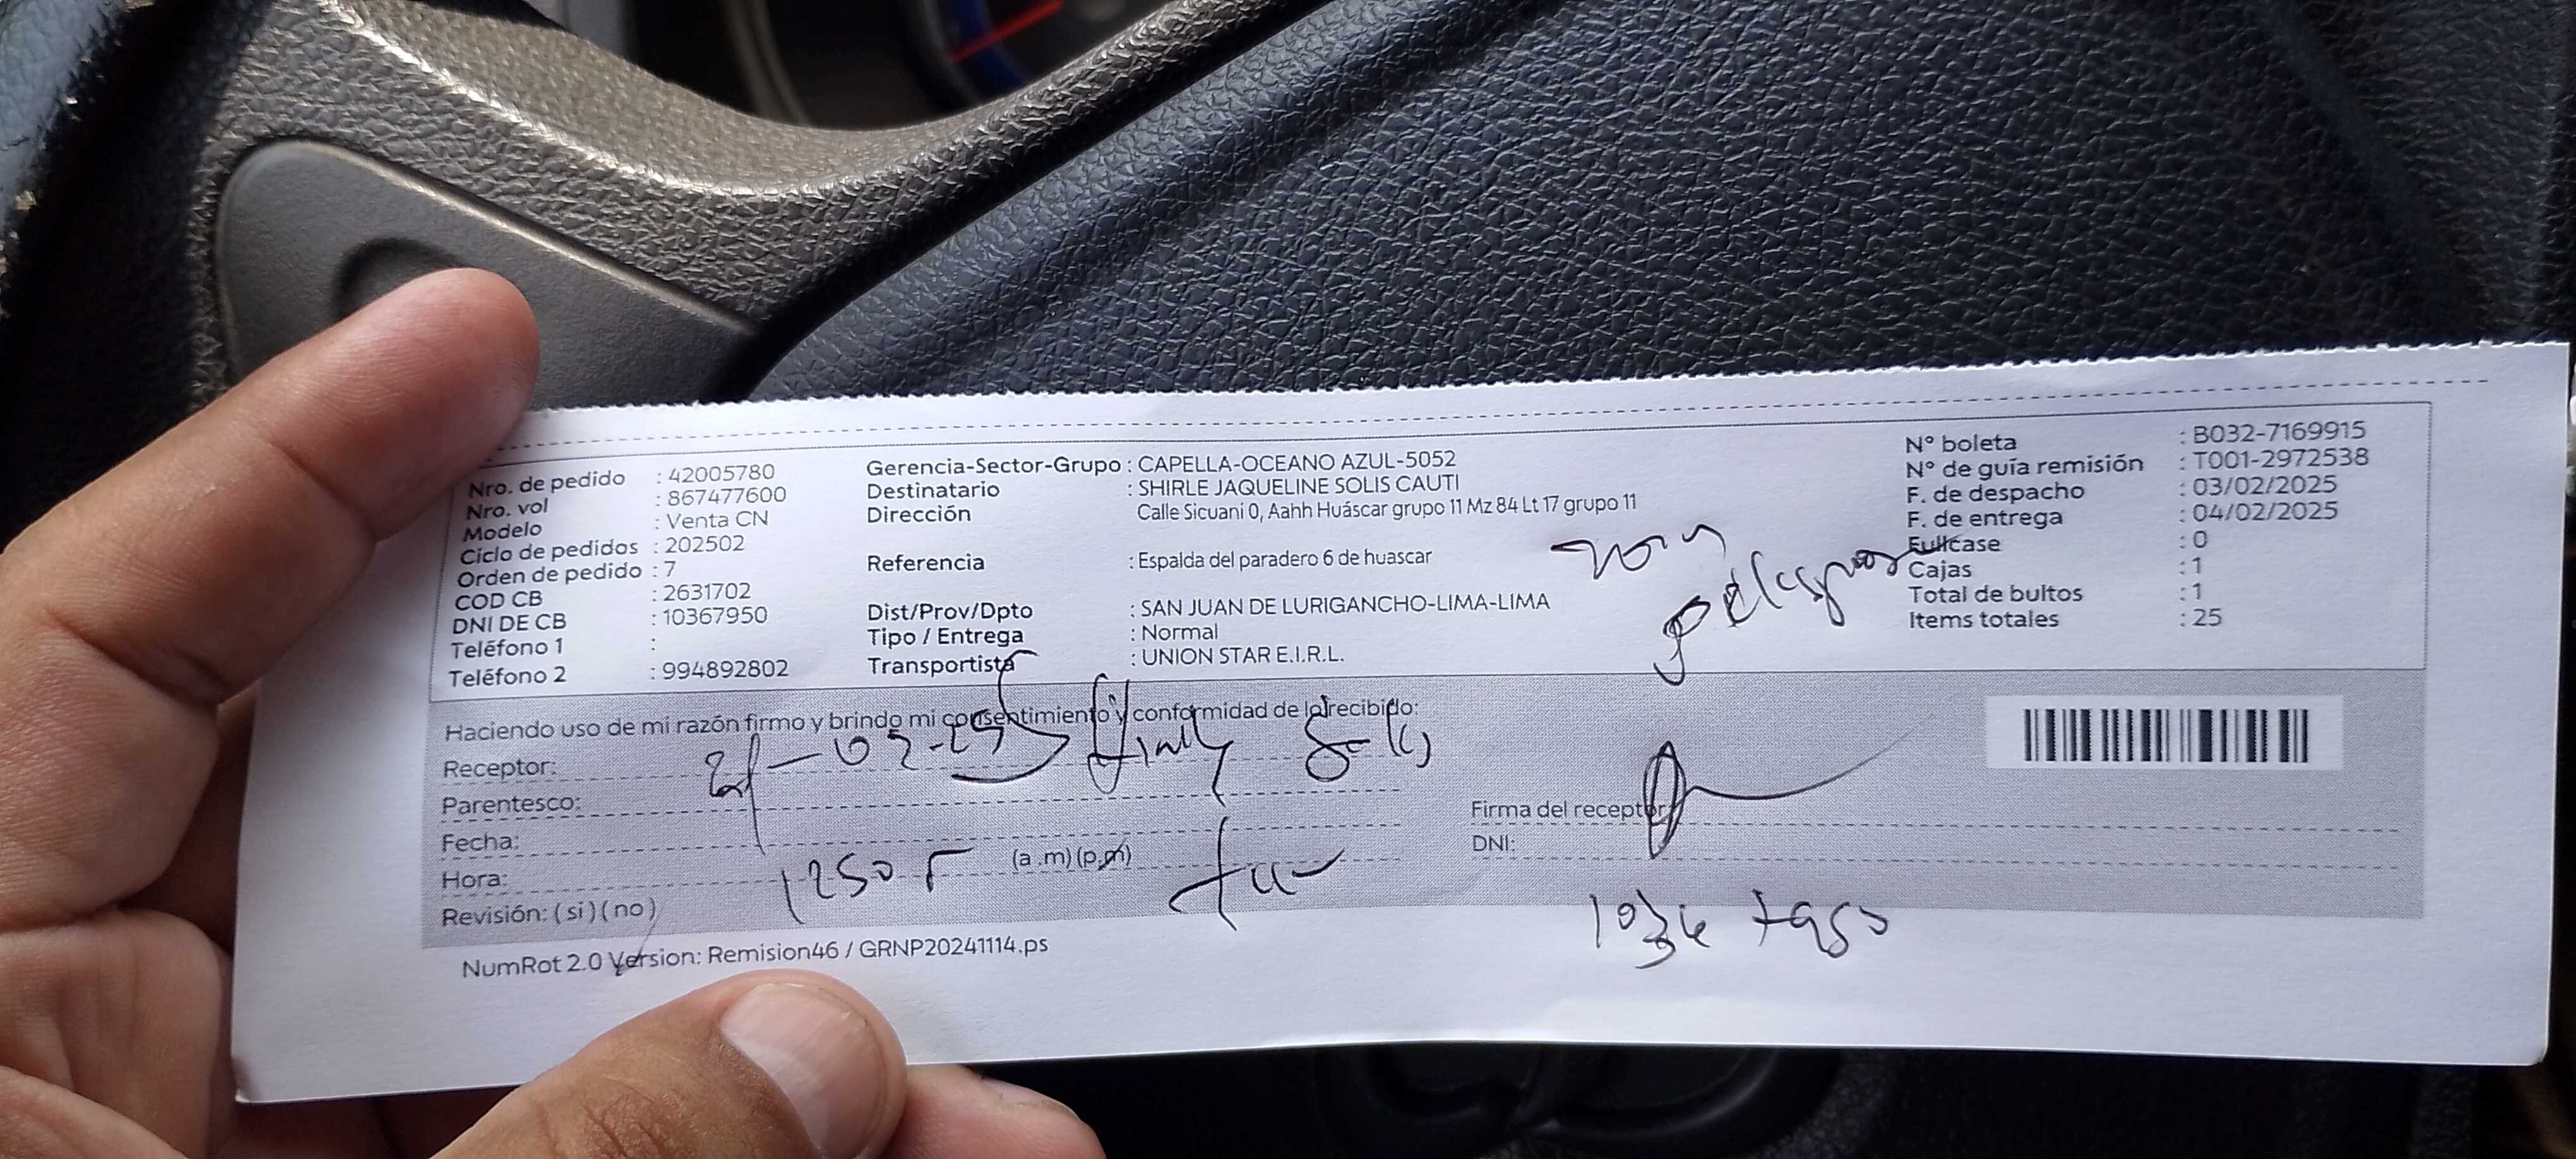 Nro. de pedido : 42005780
Nro. vol : 867477600
Modelo : Venta CN
Ciclo de pedidos : 202502
Orden de pedido : 7
COD CB : 2631702
DNI DE CB : 10367950
Teléfono 1 :
Teléfono 2 : 994892802
Gerencia-Sector-Grupo : CAPELLA-OCEANO AZUL-5052
Destinatario : SHIRLE JAQUELINE SOLIS CAUTI
Dirección Calle Sicuani 0, Aahh Huáscar grupo 11 Mz 84 Lt 17 grupo 11
Referencia : Espalda del paradero 6 de huascar
Dist/Prov/Dpto : SAN JUAN DE LURIGANCHO-LIMA-LIMA
Tipo / Entrega : Normal
Transportista : UNION STAR E.I.R.L.
N° boleta : B032-7169915
N° de guía remisión : T001-2972538
F. de despacho : 03/02/2025
F. de entrega : 04/02/2025
Fullcase : 0
Cajas : 1
Total de bultos : 1
Items totales : 25
Haciendo uso de mi razón firmo y brindo mi consentimiento y conformidad de lo recibido:
Receptor:
Parentesco:
Fecha:
Hora: 1250 (a.m) (p.m)
Revisión: (si) (no)
Firma del receptor
DNI:
NumRot 2.0 Version: Remision46 / GRNP20241114.ps